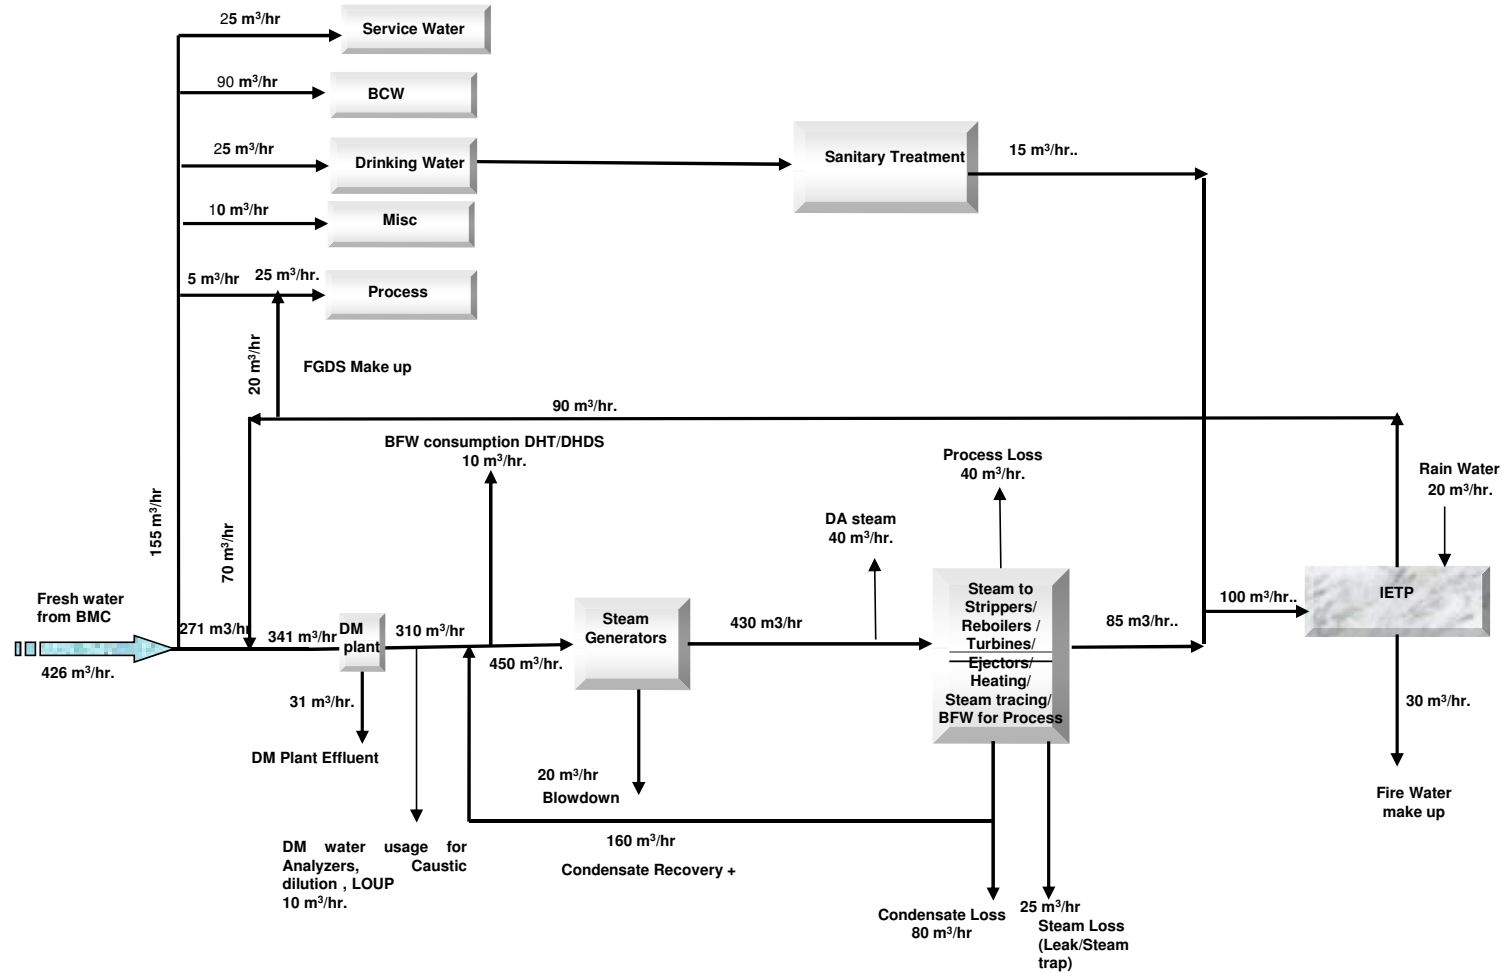 25 m³/hr
Service Water
90 m³/hr
BCW
25 m³/hr
Drinking Water
Sanitary Treatment
15 m³/hr..
10 m³/hr
Misc
5 m³/hr
25 m³/hr.
Process
20 m³/hr
FGDS Make up
90 m³/hr.
BFW consumption DHT/DHDS
10 m³/hr.
Process Loss
40 m³/hr.
Rain Water
20 m³/hr.
155 m³/hr
70 m³/hr
DA steam
40 m³/hr.
Fresh water
from BMC
426 m³/hr.
271 m3/hr
341 m³/hr
DM
plant
310 m³/hr
450 m³/hr.
Steam
Generators
430 m3/hr
Steam to
Strippers/
Reboilers /
Turbines/
Ejectors/
Heating/
Steam tracing/
BFW for Process
85 m3/hr..
100 m³/hr..
IETP
31 m³/hr.
DM Plant Effluent
20 m³/hr
Blowdown
30 m³/hr.
Fire Water
make up
160 m³/hr
Condensate Recovery +
DM water usage for
Analyzers, Caustic
dilution , LOUP
10 m³/hr.
Condensate Loss
80 m³/hr
25 m³/hr
Steam Loss
(Leak/Steam
trap)